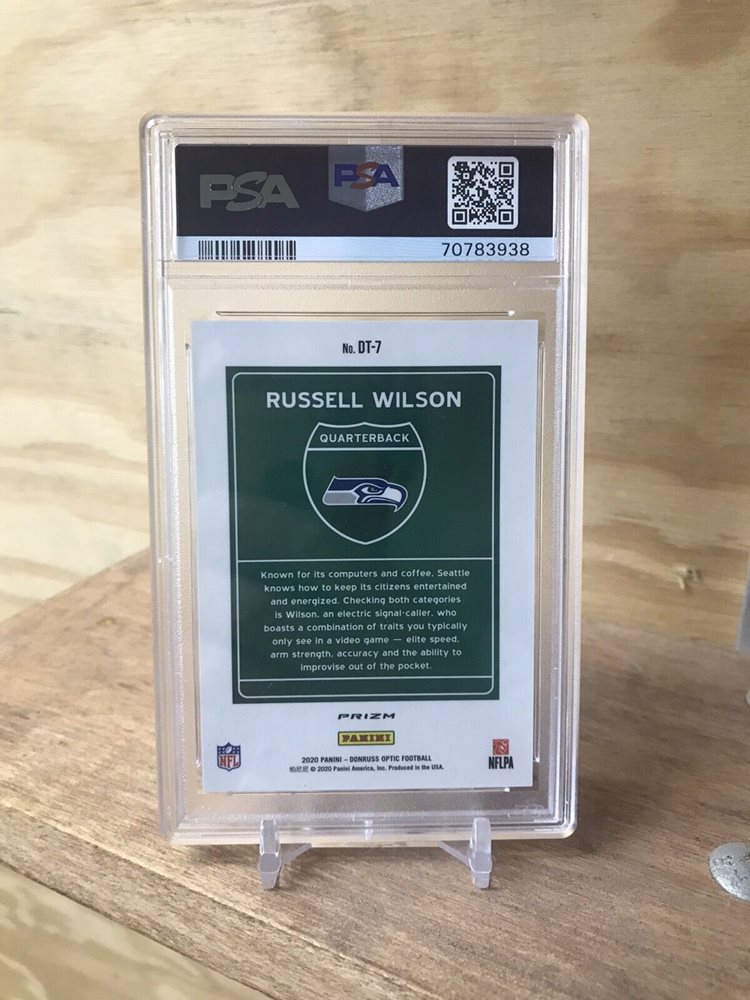 PSA
PSA
70783938
No. DT-7
RUSSELL WILSON
QUARTERBACK
Known for its computers and coffee, Seattle
knows how to keep its citizens entertained
and energized. Checking both categories
is Wilson, an electric signal-caller, who
boasts a combination of traits you typically
only see in a video game — elite speed,
arm strength, accuracy and the ability to
improvise out of the pocket.
PRIZM
PANINI
NFL
2020 PANINI – DONRUSS OPTIC FOOTBALL
帕尼尼 © 2020 Panini America, Inc. Produced in the USA.
NFLPA